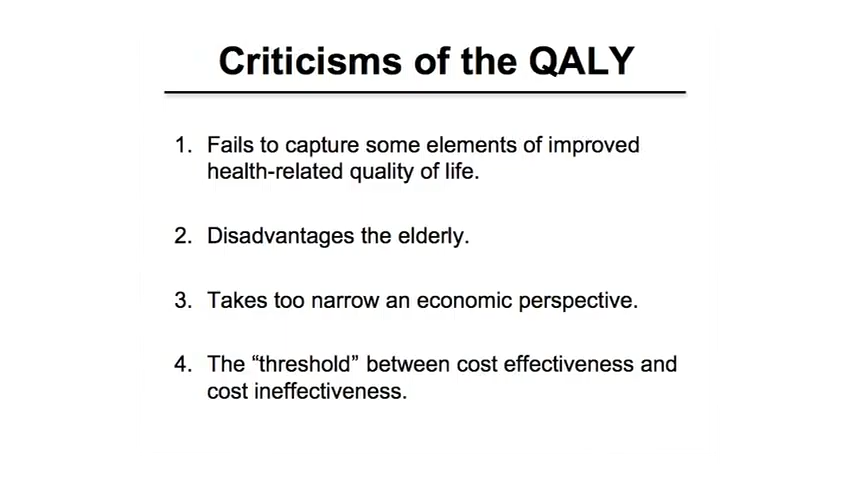 Criticisms of the QALY
1. Fails to capture some elements of improved
health-related quality of life.
2. Disadvantages the elderly.
3. Takes too narrow an economic perspective.
4. The “threshold” between cost effectiveness and
cost ineffectiveness.